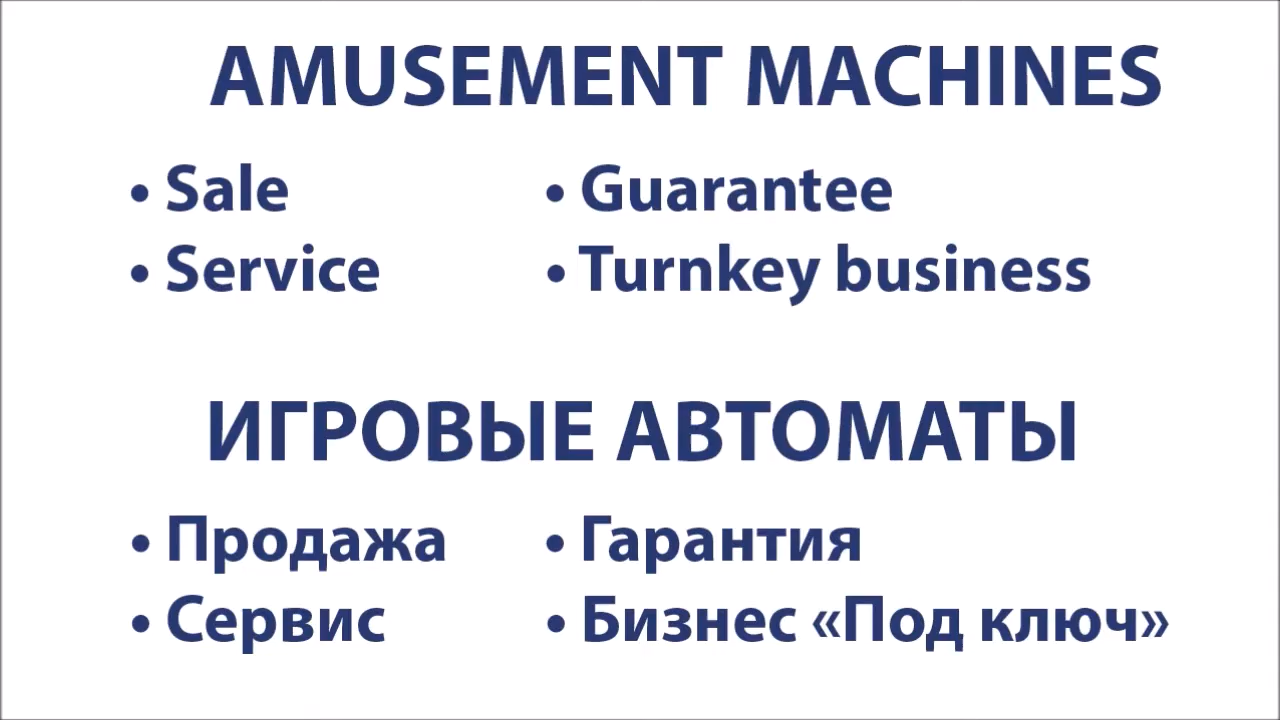 AMUSEMENT MACHINES
• Sale • Guarantee
• Service • Turnkey business
ИГРОВЫЕ АВТОМАТЫ
• Продажа • Гарантия
• Сервис • Бизнес «Под ключ»